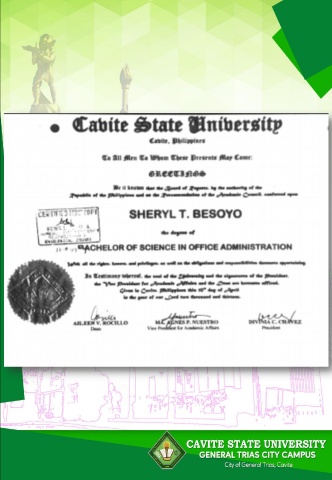 Cavite State University
Cavite, Philippines
To All Men To Whom These Presents May Come:
GREETINGS
Be it known that the Board of Regents, by the authority of the
Republic of the Philippines and on the Recommendation of the Academic Council, conferred upon
CERTIFIED TRUE COPY
SHERYL T. BESOYO
the degree of
BACHELOR OF SCIENCE IN OFFICE ADMINISTRATION
With all the rights, honors, and privileges, as well as the obligations and responsibilities thereunto appertaining.
In Testimony whereof, the seal of the University and the signatures of the President,
the Vice President for Academic Affairs and the Dean are hereunto affixed.
Given in Cavite, Philippines this day of April
in the year of our Lord two thousand and thirteen.
AILEEN V. ROCILLO
Dean
MA. AGNES P. NUESTRO
Vice President for Academic Affairs
DIVINIA C. CHAVEZ
President
CAVITE STATE UNIVERSITY
GENERAL TRIAS CITY CAMPUS
City of General Trias, Cavite